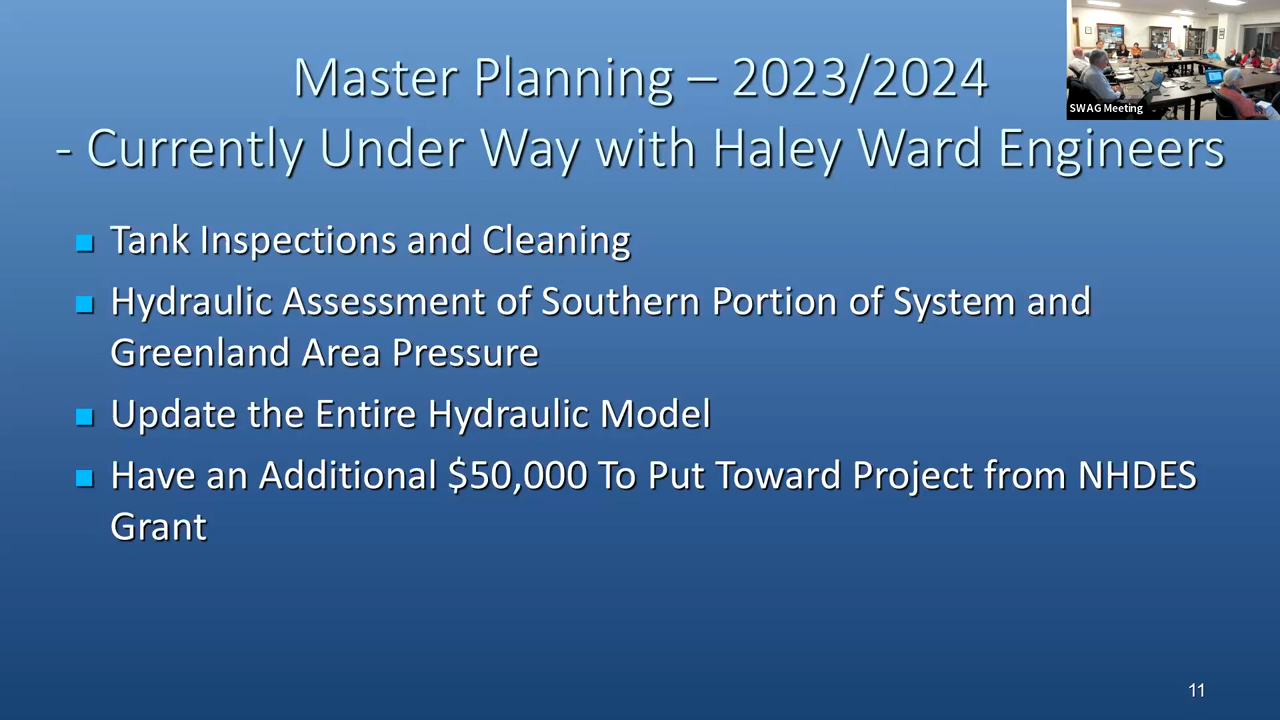 Master Planning – 2023/2024
- Currently Under Way with Haley Ward Engineers
SWAG Meeting
■ Tank Inspections and Cleaning
■ Hydraulic Assessment of Southern Portion of System and
Greenland Area Pressure
■ Update the Entire Hydraulic Model
■ Have an Additional $50,000 To Put Toward Project from NHDES
Grant
11